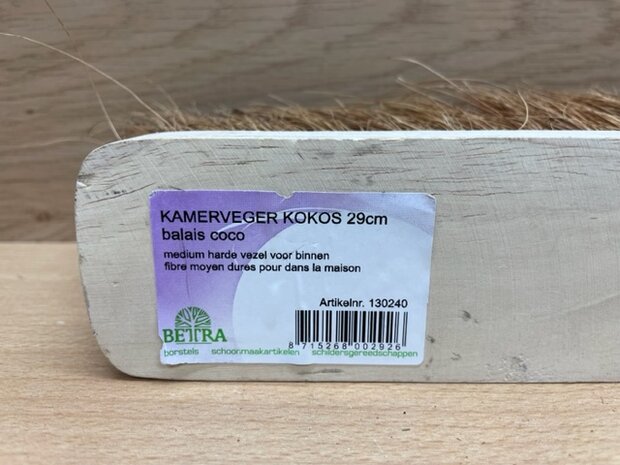 KAMERVEGER KOKOS 29cm
balais coco
medium harde vezel voor binnen
fibre moyen dures pour dans la maison
Artikelnr. 130240
BETTRA
8 715268 002926
borstels schoonmaakartikelen schildersgereedschappen